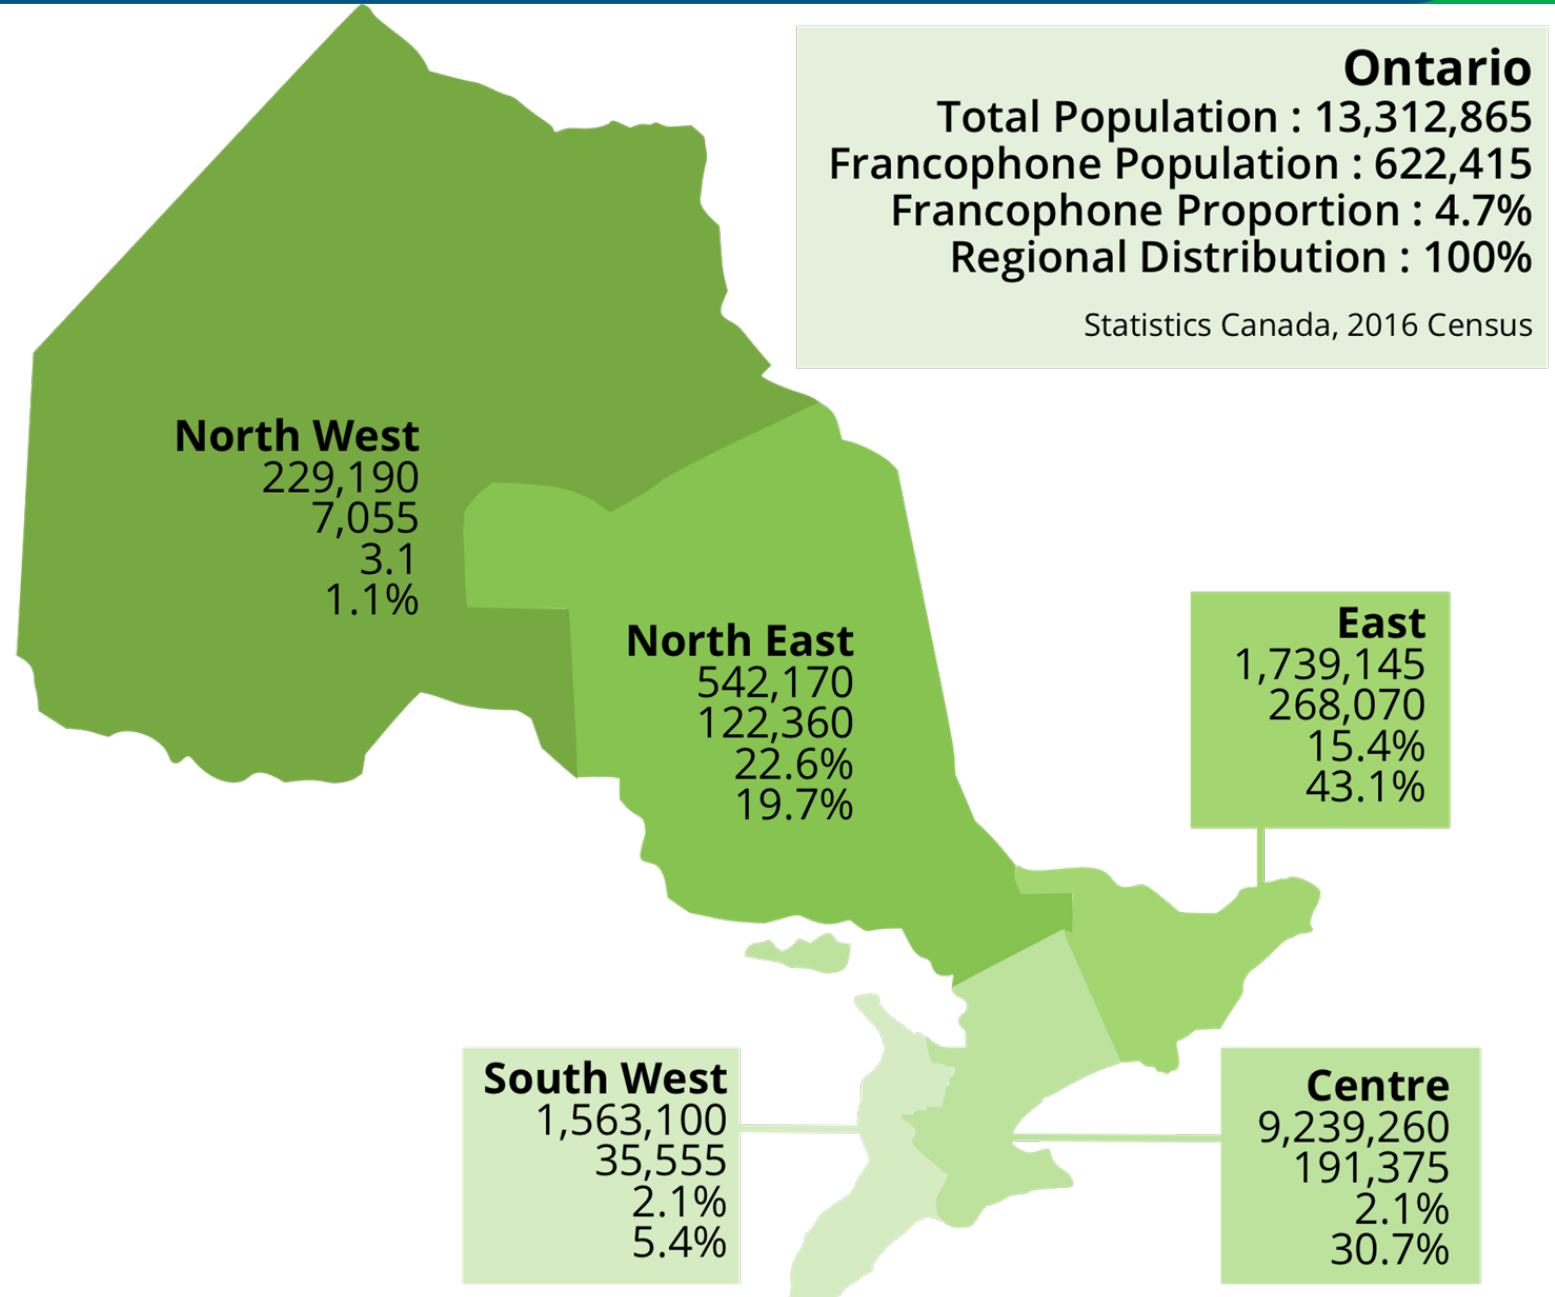 Ontario
Total Population : 13,312,865
Francophone Population : 622,415
Francophone Proportion : 4.7%
Regional Distribution : 100%
Statistics Canada, 2016 Census
North West
229,190
7,055
3.1
1.1%
North East
542,170
122,360
22.6%
19.7%
East
1,739,145
268,070
15.4%
43.1%
South West
1,563,100
35,555
2.1%
5.4%
Centre
9,239,260
191,375
2.1%
30.7%